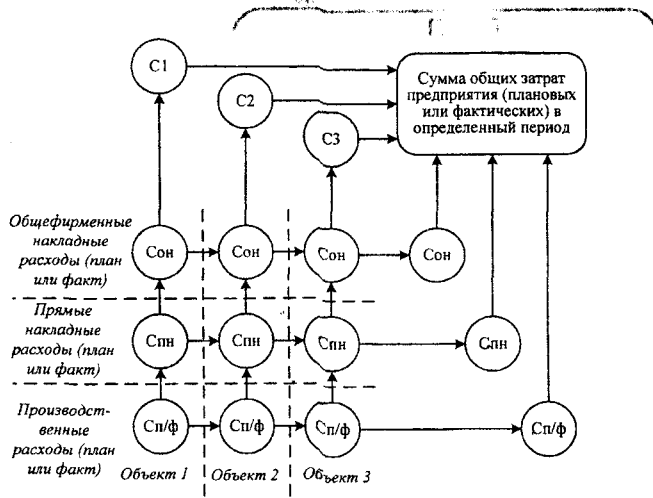 С1
С2
С3
Сумма общих затрат
предприятия (плановых
или фактических) в
определенный период
Общефирменные
накладные
расходы (план
или факт)
Сон
Сон
Сон
Сон
Прямые
накладные
расходы (план
или факт)
Спн
Спн
Спн
Спн
Производст-
венные
расходы (план
или факт)
Сп/ф
Сп/ф
Сп/ф
Сп/ф
Объект 1
Объект 2
Объект 3